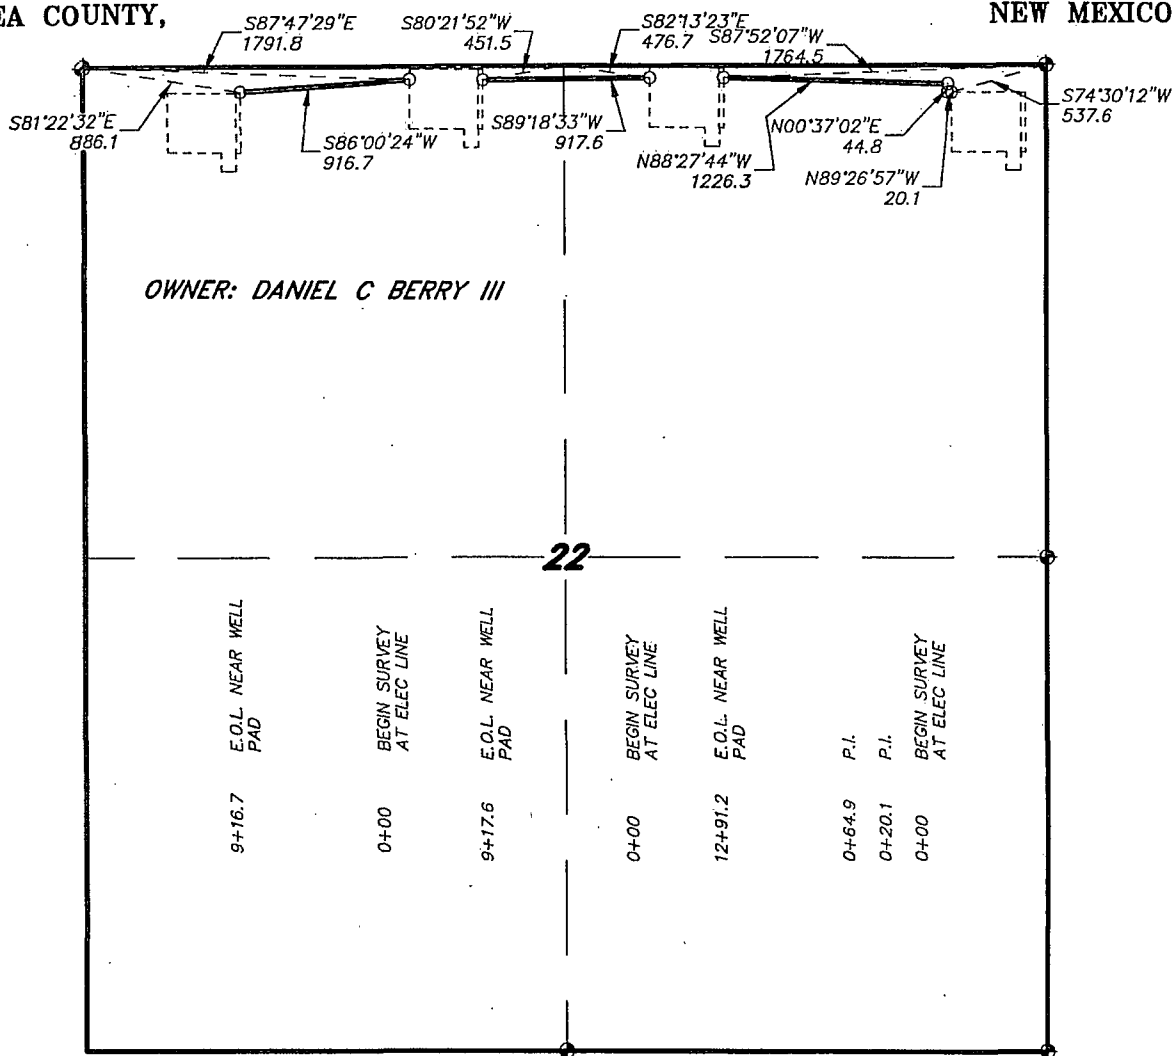 EA COUNTY,
NEW MEXICO
S87°47'29"E
1791.8
S80°21'52"W
451.5
S82°13'23"E
476.7
S87°52'07"W
1764.5
S81°22'32"E
886.1
S86°00'24"W
916.7
S89°18'33"W
917.6
N88°27'44"W
1226.3
N00°37'02"E
44.8
N89°26'57"W
20.1
S74°30'12"W
537.6
OWNER: DANIEL C BERRY III
22
9+16.7 E.O.L. NEAR WELL
PAD
0+00 BEGIN SURVEY
AT ELEC LINE
9+17.6 E.O.L. NEAR WELL
PAD
0+00 BEGIN SURVEY
AT ELEC LINE
12+91.2 E.O.L. NEAR WELL
PAD
0+64.9 P.I.
0+20.1 P.I.
0+00 BEGIN SURVEY
AT ELEC LINE